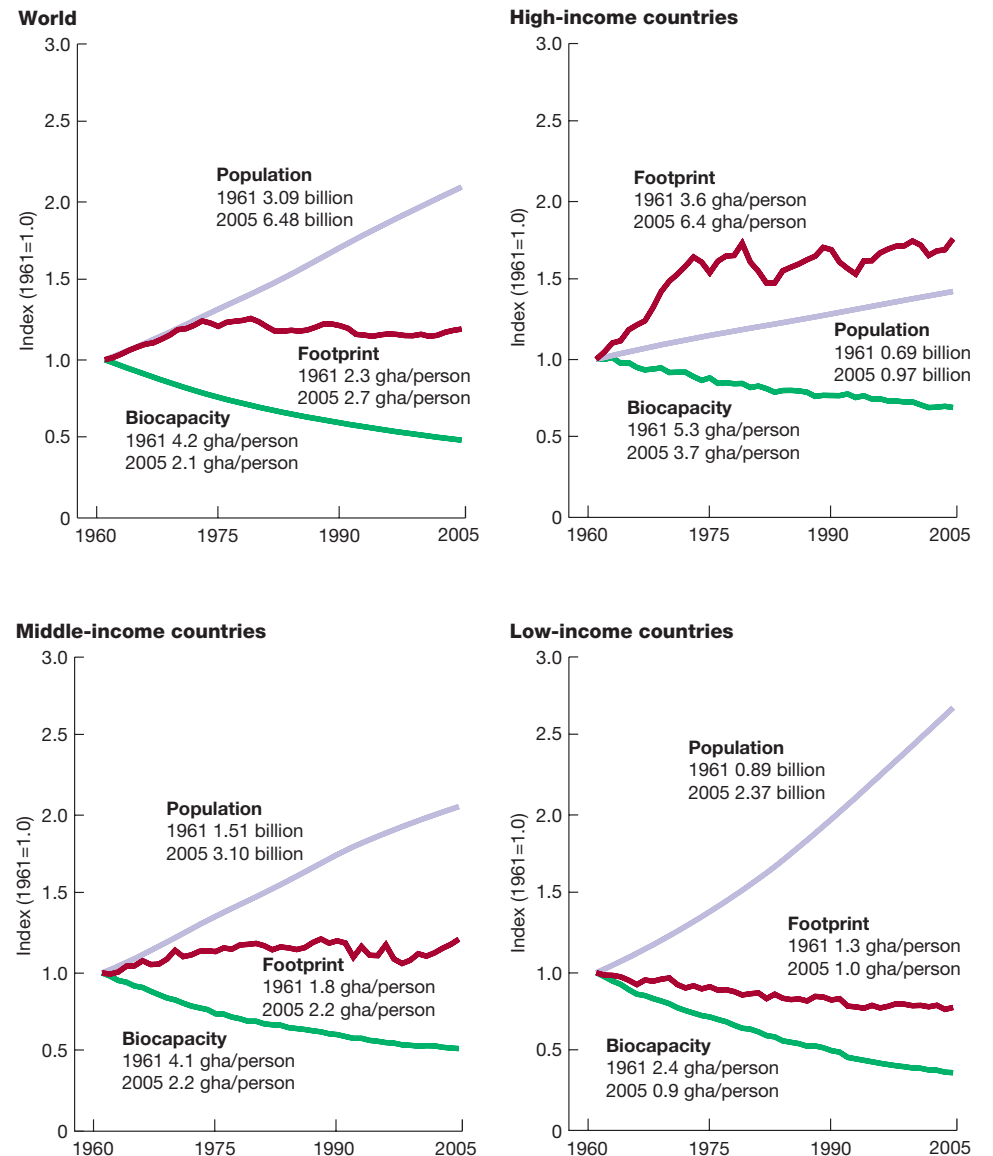 World
3.0
2.5
2.0
1.5
1.0
0.5
0
Index (1961=1.0)
Population
1961 3.09 billion
2005 6.48 billion
Footprint
1961 2.3 gha/person
2005 2.7 gha/person
Biocapacity
1961 4.2 gha/person
2005 2.1 gha/person
1960 1975 1990 2005
High-income countries
3.0
2.5
2.0
1.5
1.0
0.5
0
Index (1961=1.0)
Footprint
1961 3.6 gha/person
2005 6.4 gha/person
Population
1961 0.69 billion
2005 0.97 billion
Biocapacity
1961 5.3 gha/person
2005 3.7 gha/person
1960 1975 1990 2005
Middle-income countries
3.0
2.5
2.0
1.5
1.0
0.5
0
Index (1961=1.0)
Population
1961 1.51 billion
2005 3.10 billion
Footprint
1961 1.8 gha/person
2005 2.2 gha/person
Biocapacity
1961 4.1 gha/person
2005 2.2 gha/person
1960 1975 1990 2005
Low-income countries
3.0
2.5
2.0
1.5
1.0
0.5
0
Index (1961=1.0)
Population
1961 0.89 billion
2005 2.37 billion
Footprint
1961 1.3 gha/person
2005 1.0 gha/person
Biocapacity
1961 2.4 gha/person
2005 0.9 gha/person
1960 1975 1990 2005